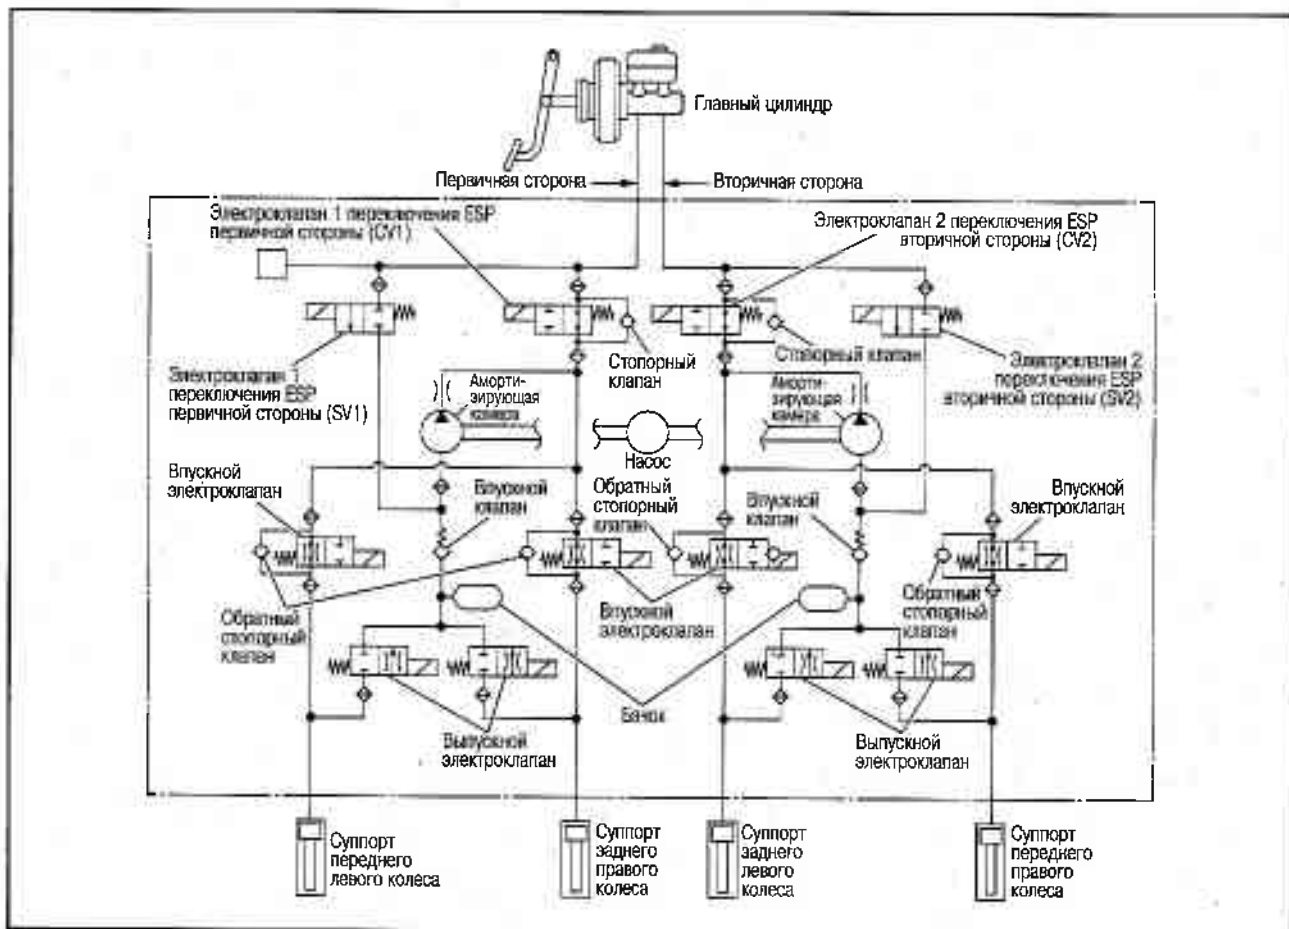 Главный цилиндр
Первичная сторона
Вторичная сторона
Электроклапан 1 переключения ESP
первичной стороны (CV1)
Электроклапан 2 переключения ESP
вторичной стороны (CV2)
Стопорный
клапан
Стопорный клапан
Электроклапан 1
переключения ESP
первичной стороны (SV1)
Электроклапан 2
переключения ESP
вторичной стороны (SV2)
Аморти-
зирующая
камера
Аморти-
зирующая
камера
Насос
Впускной
электроклапан
Впускной
клапан
Обратный
стопорный
клапан
Впускной
клапан
Впускной
электроклапан
Обратный
стопорный
клапан
Впускной
электроклапан
Обратный
стопорный
клапан
Бачок
Выпускной
электроклапан
Выпускной
электроклапан
Суппорт
переднего
левого колеса
Суппорт
заднего
правого
колеса
Суппорт
заднего
левого
колеса
Суппорт
переднего
правого
колеса